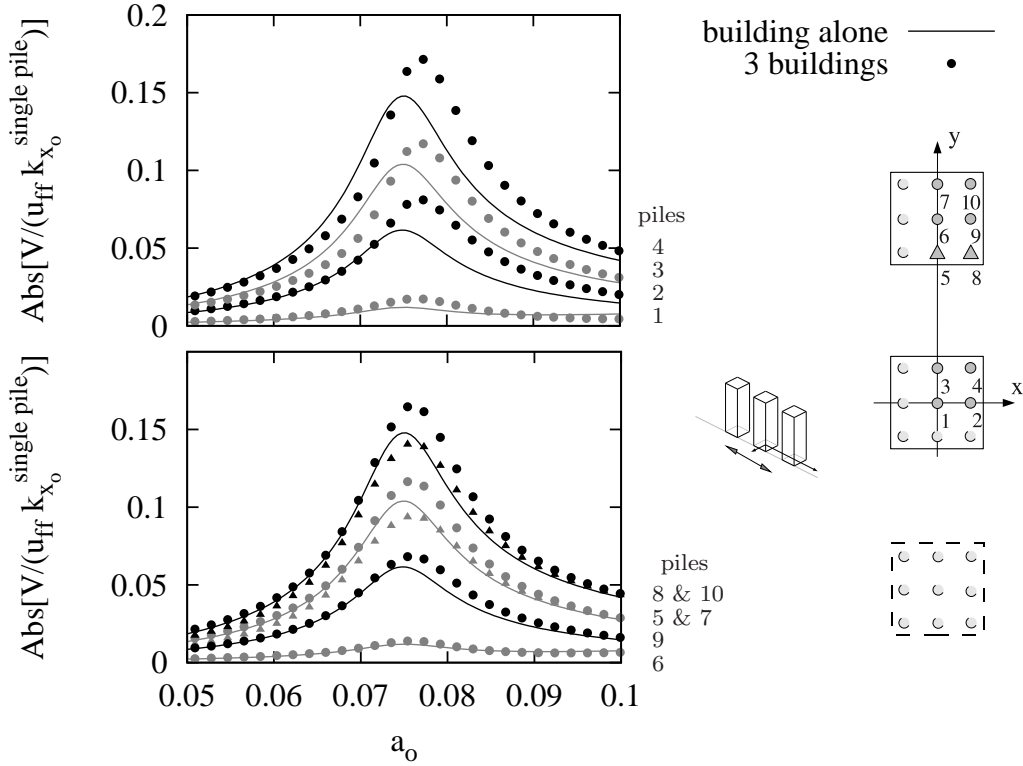 building alone
3 buildings
Abs[V/(u_ff k_x_o^single pile)]
0.2
0.15
0.1
0.05
0
piles
4
3
2
1
Abs[V/(u_ff k_x_o^single pile)]
0.15
0.1
0.05
0
piles
8 & 10
5 & 7
9
6
0.05
0.06
0.07
0.08
0.09
0.1
a_o
y
7
10
6
9
5
8
x
3
4
1
2